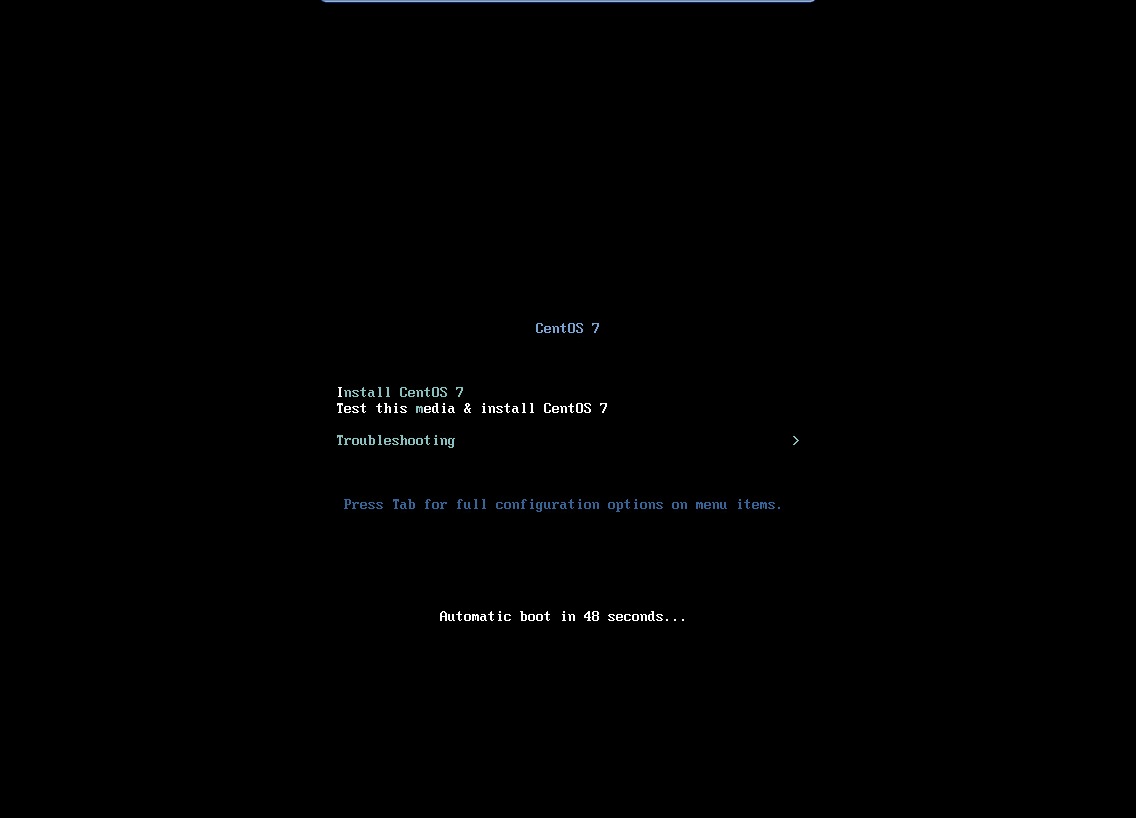 CentOS 7
Install CentOS 7
Test this media & install CentOS 7
Troubleshooting >
Press Tab for full configuration options on menu items.
Automatic boot in 48 seconds...